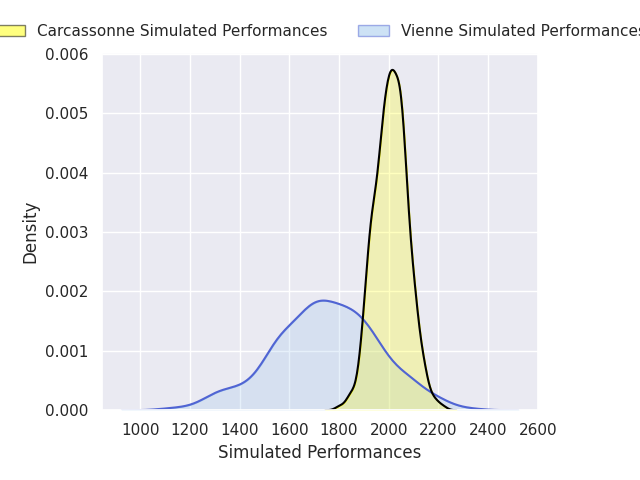 Carcassonne Simulated Performances Vienne Simulated Performances
0.006
0.005
0.004
0.003
0.002
0.001
0.000
Density
1000 1200 1400 1600 1800 2000 2200 2400 2600
Simulated Performances